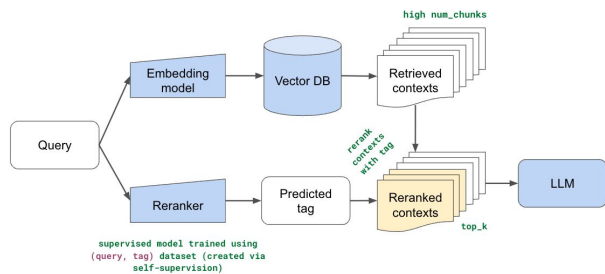 high num_chunks
Embedding
model
Vector DB
Retrieved
contexts
Query
rerank
contexts
with tag
Reranker
Predicted
tag
Reranked
contexts
LLM
top_k
supervised model trained using
(query, tag) dataset (created via
self-supervision)